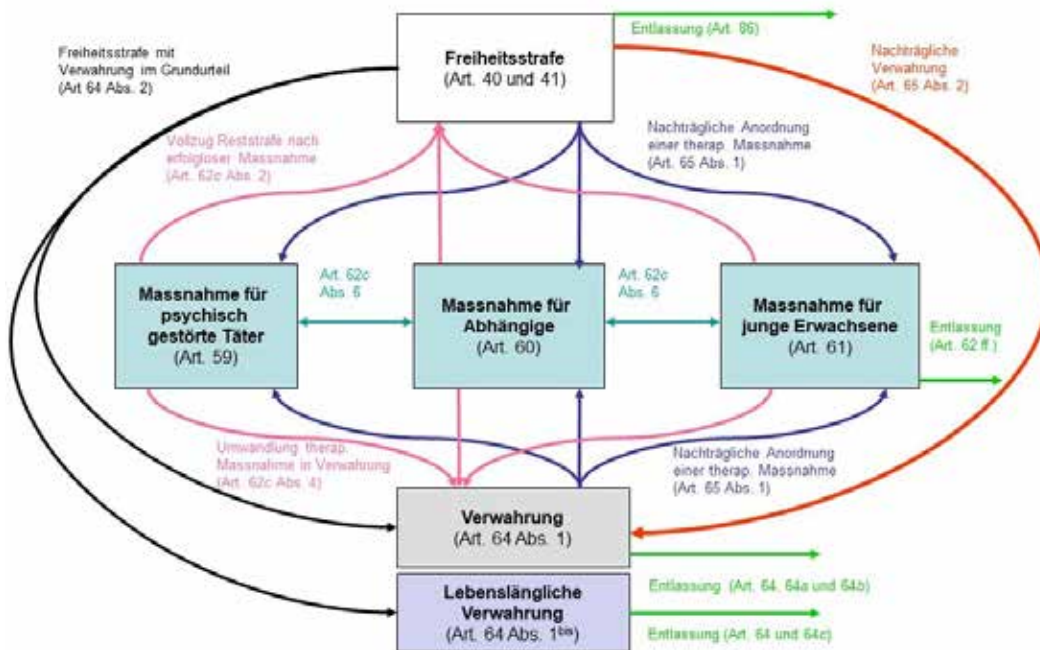 Entlassung (Art. 86)
Freiheitsstrafe mit
Verwahrung im Grundurteil
(Art 64 Abs. 2)
Freiheitsstrafe
(Art. 40 und 41)
Nachträgliche
Verwahrung
(Art. 65 Abs. 2)
Vollzug Reststrafe nach
erfolgloser Massnahme
(Art. 62c Abs. 2)
Nachträgliche Anordnung
einer therap. Massnahme
(Art. 65 Abs. 1)
Massnahme für
psychisch
gestörte Täter
(Art. 59)
Art. 62c
Abs. 6
Massnahme für
Abhängige
(Art. 60)
Art. 62c
Abs. 6
Massnahme für
junge Erwachsene
(Art. 61)
Entlassung
(Art. 62 ff.)
Umwandlung therap.
Massnahme in Verwahrung
(Art. 62c Abs. 4)
Nachträgliche Anordnung
einer therap. Massnahme
(Art. 65 Abs. 1)
Verwahrung
(Art. 64 Abs. 1)
Entlassung (Art. 64, 64a und 64b)
Lebenslängliche
Verwahrung
(Art. 64 Abs. 1bis)
Entlassung (Art. 64 und 64c)